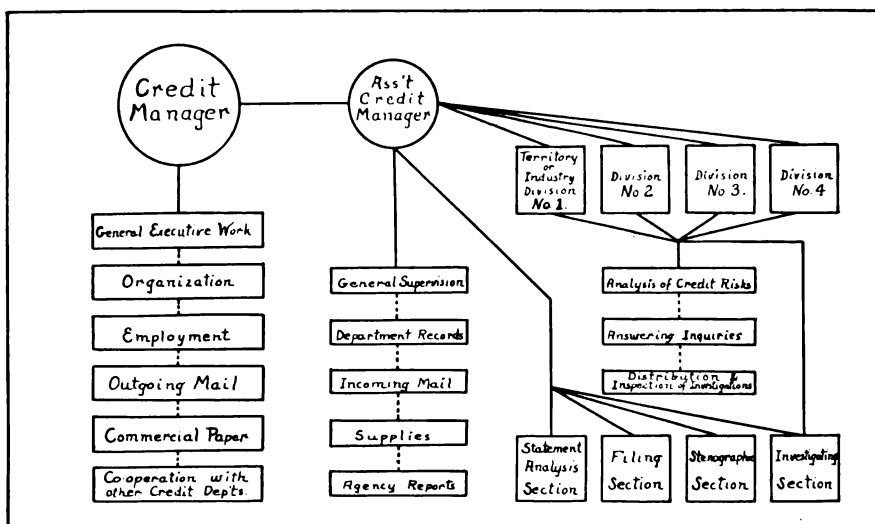 Credit
Manager
Ass't
Credit
Manager
Territory
or
Industry
Division
No 1.
Division
No 2
Division
No 3.
Division
No. 4
General Executive Work
Organization
Employment
Outgoing Mail
Commercial Paper
Co-operation with
other Credit Dep'ts.
General Supervision
Department Records
Incoming Mail
Supplies
Agency Reports
Analysis of Credit Risks
Answering Inquiries
Distribution &
Inspection of Investigations
Statement
Analysis
Section
Filing
Section
Stenographic
Section
Investigating
Section